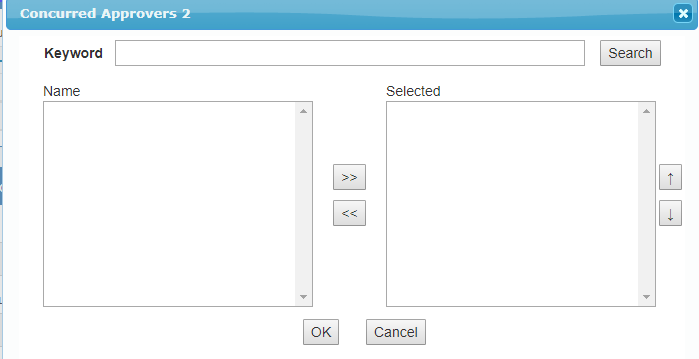 Concurred Approvers 2
Keyword Search
Name Selected
>> ↑
<< ↓
OK Cancel